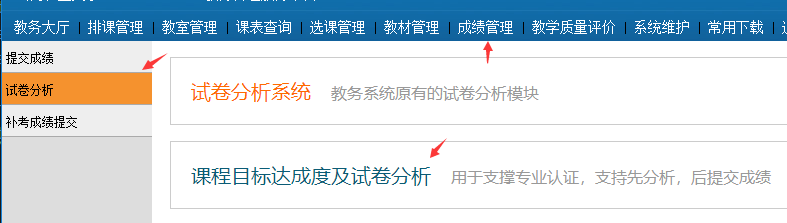 教务大厅 | 排课管理 | 教室管理 | 课表查询 | 选课管理 | 教材管理 | 成绩管理 | 教学质量评价 | 系统维护 | 常用下载 |
提交成绩
试卷分析
补考成绩提交
试卷分析系统 教务系统原有的试卷分析模块
课程目标达成度及试卷分析 用于支撑专业认证，支持先分析，后提交成绩